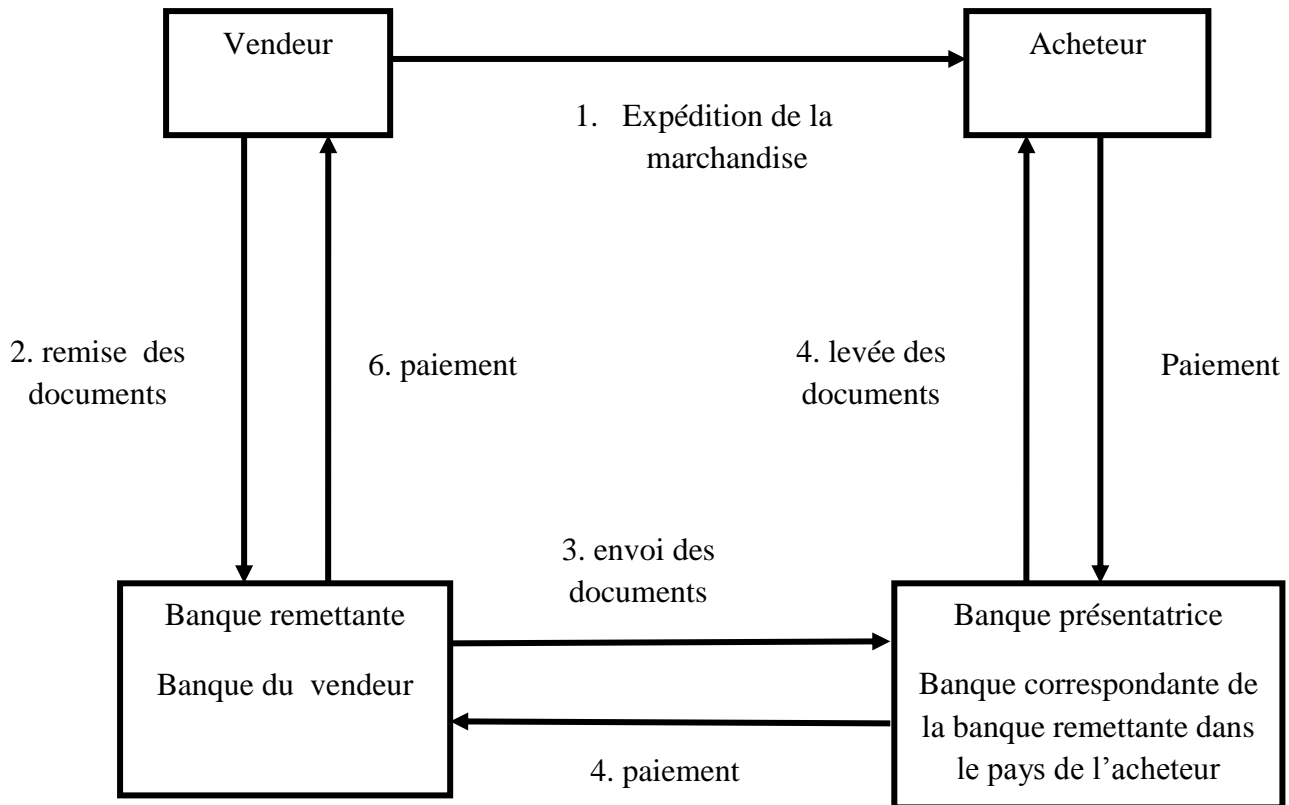 Vendeur
Acheteur
1. Expédition de la
marchandise
2. remise des
documents
6. paiement
4. levée des
documents
Paiement
3. envoi des
documents
Banque remettante
Banque du vendeur
Banque présentatrice
Banque correspondante de
la banque remettante dans
le pays de l’acheteur
4. paiement